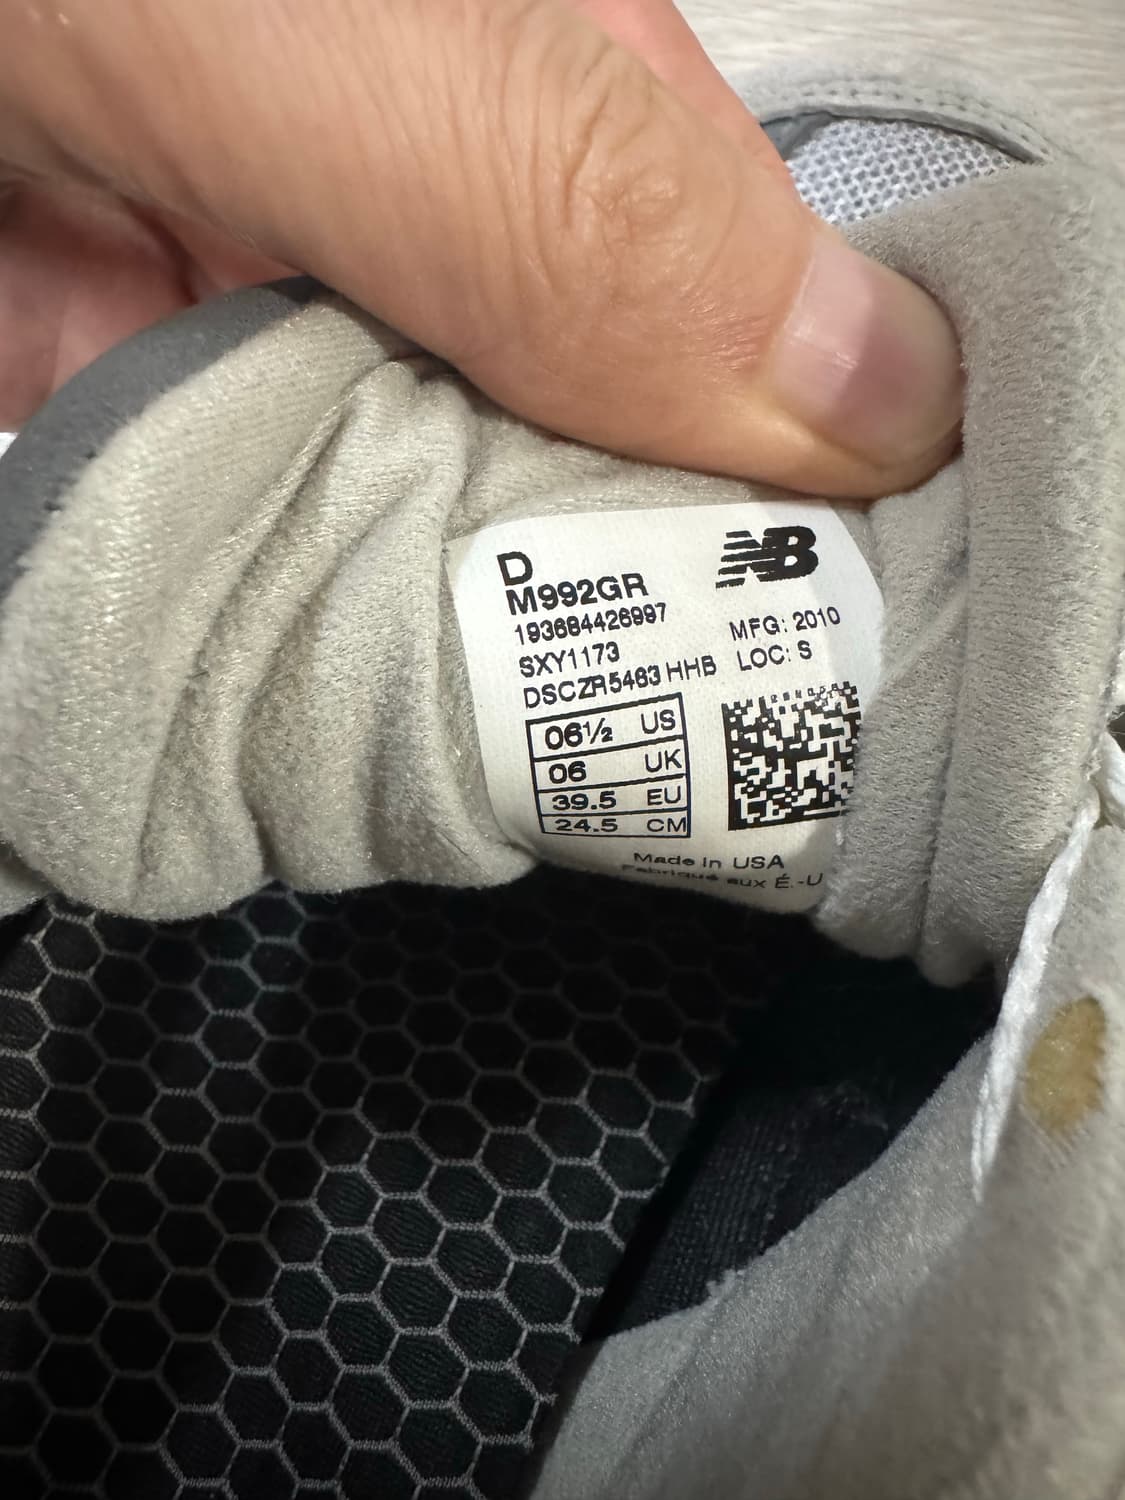 D
M992GR
193684426997
SXY1173
DSCZR5463 HHB
NB
MFG: 2010
LOC: S
06½ US
06 UK
39.5 EU
24.5 CM
Made in USA
Fabriqué aux É.-U